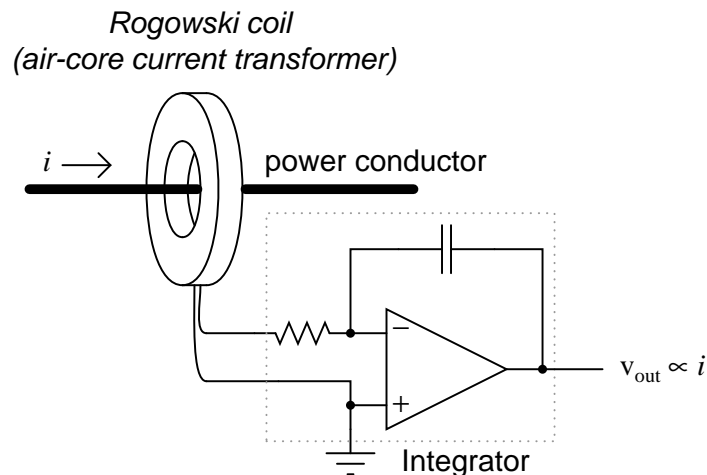 Rogowski coil
(air-core current transformer)
i
power conductor
−
+
v_out ∝ i
Integrator